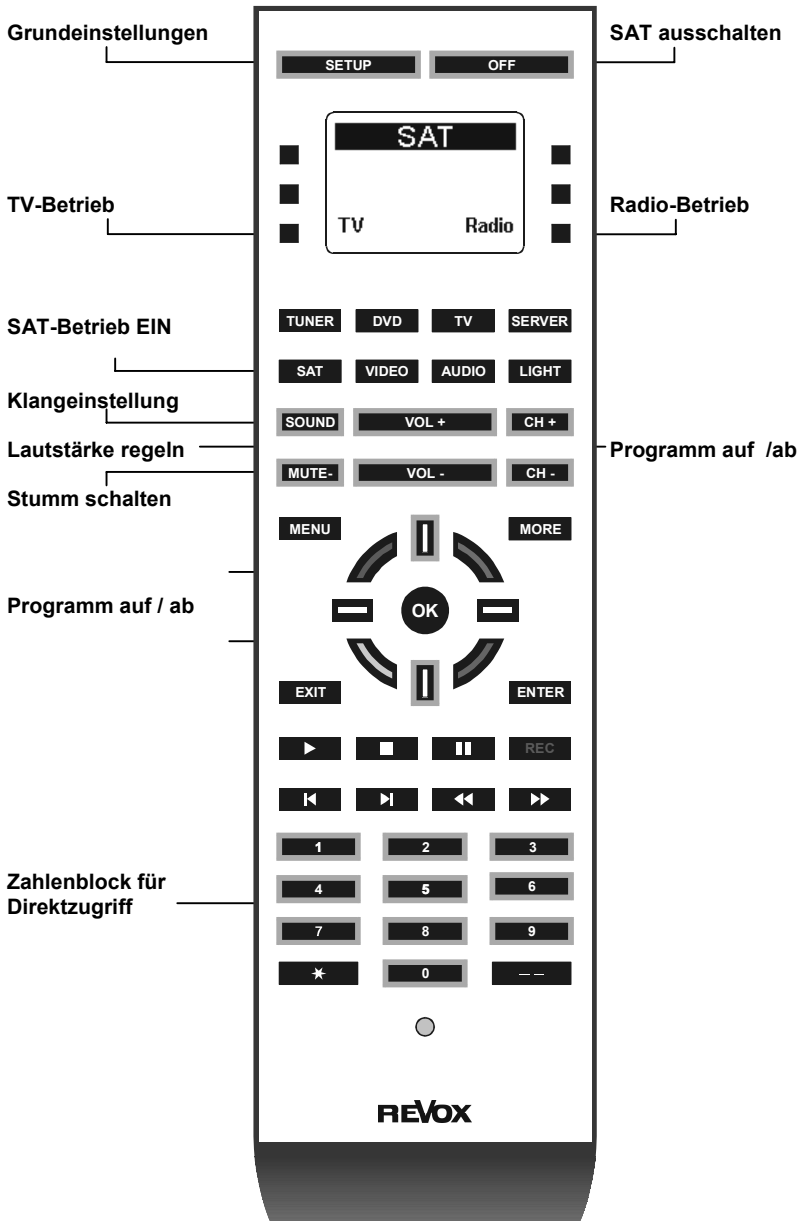 Grundeinstellungen
SAT ausschalten
SETUP OFF
SAT
TV Radio
TV-Betrieb
Radio-Betrieb
TUNER DVD TV SERVER
SAT-Betrieb EIN
SAT VIDEO AUDIO LIGHT
Klangeinstellung
SOUND VOL + CH +
Lautstärke regeln
Programm auf /ab
MUTE- VOL - CH -
Stumm schalten
MENU MORE
Programm auf / ab
OK
EXIT ENTER
REC
1 2 3
Zahlenblock für
Direktzugriff
4 5 6
7 8 9
* 0 – –
REVOX